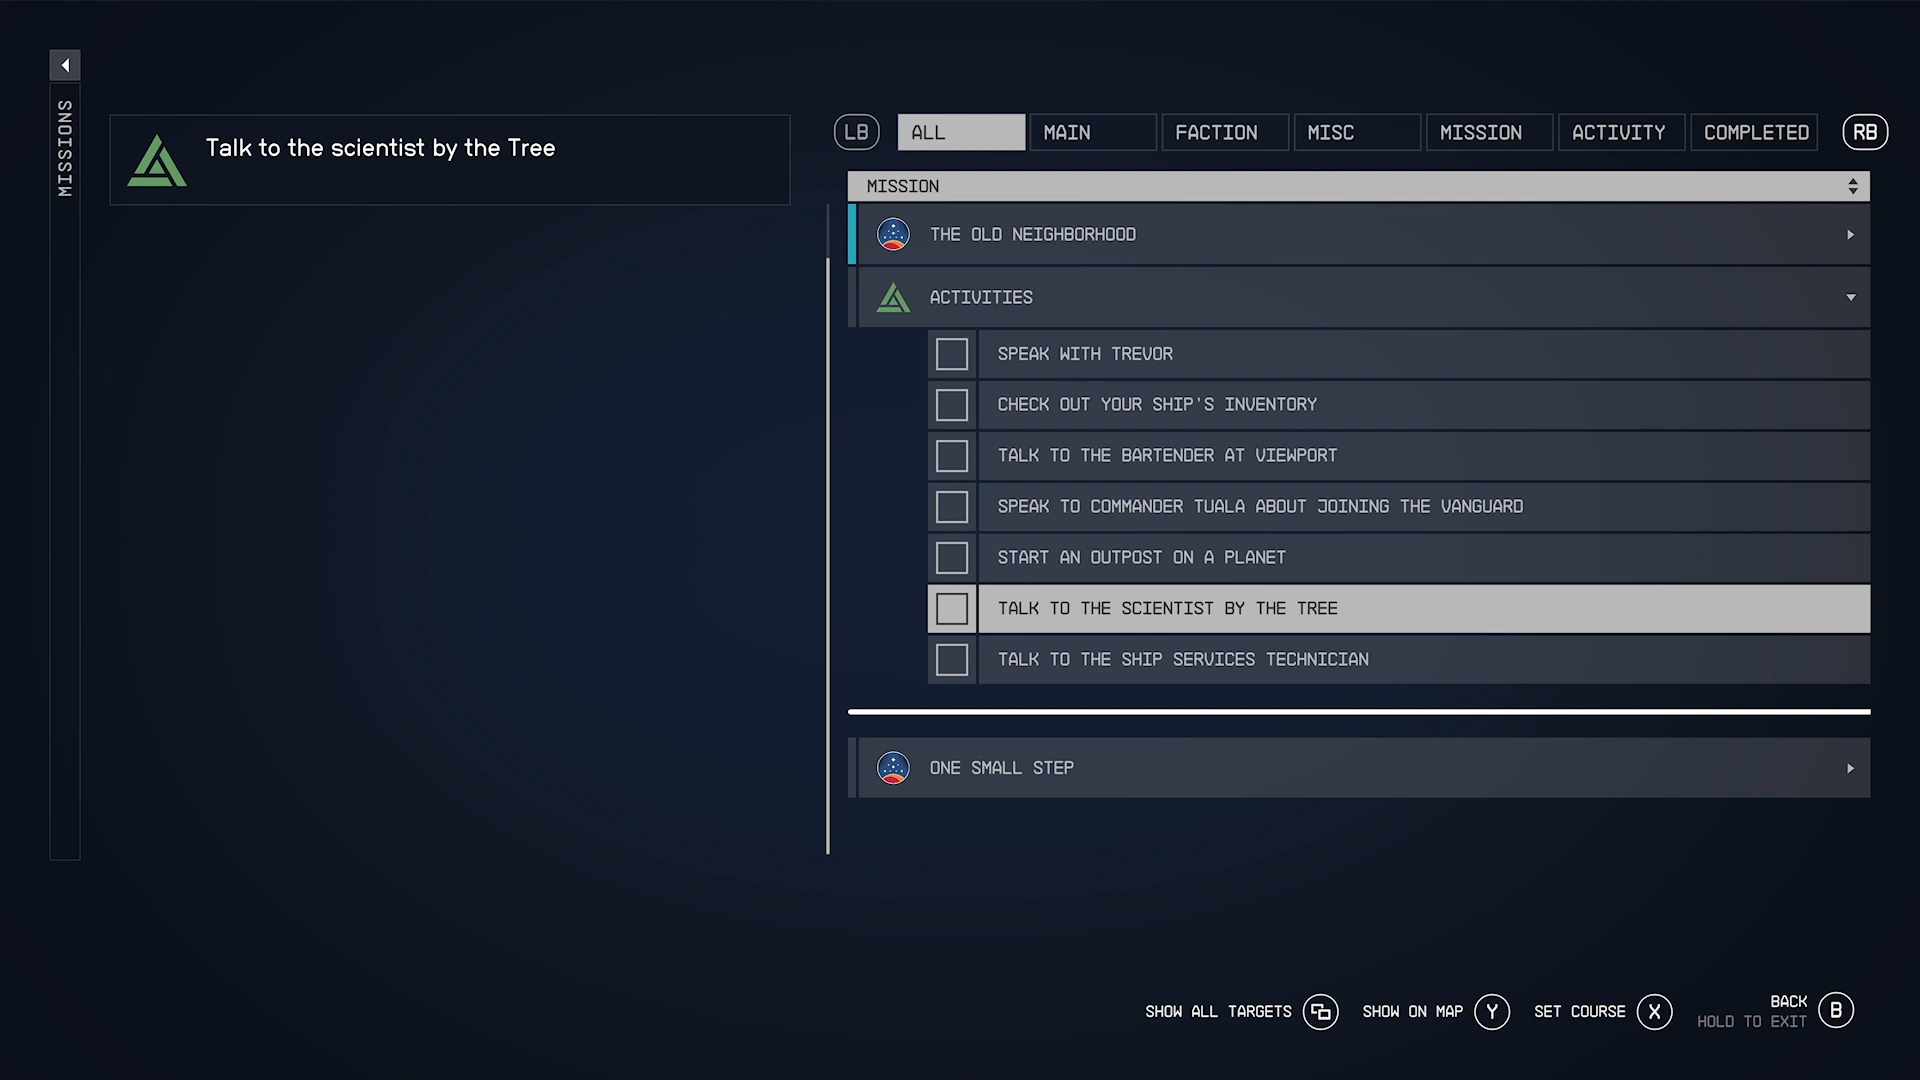 MISSIONS
Talk to the scientist by the Tree
LB
ALL
MAIN
FACTION
MISC
MISSION
ACTIVITY
COMPLETED
RB
MISSION
THE OLD NEIGHBORHOOD
ACTIVITIES
SPEAK WITH TREVOR
CHECK OUT YOUR SHIP'S INVENTORY
TALK TO THE BARTENDER AT VIEWPORT
SPEAK TO COMMANDER TUALA ABOUT JOINING THE VANGUARD
START AN OUTPOST ON A PLANET
TALK TO THE SCIENTIST BY THE TREE
TALK TO THE SHIP SERVICES TECHNICIAN
ONE SMALL STEP
SHOW ALL TARGETS
SHOW ON MAP Y
SET COURSE X
BACK B
HOLD TO EXIT